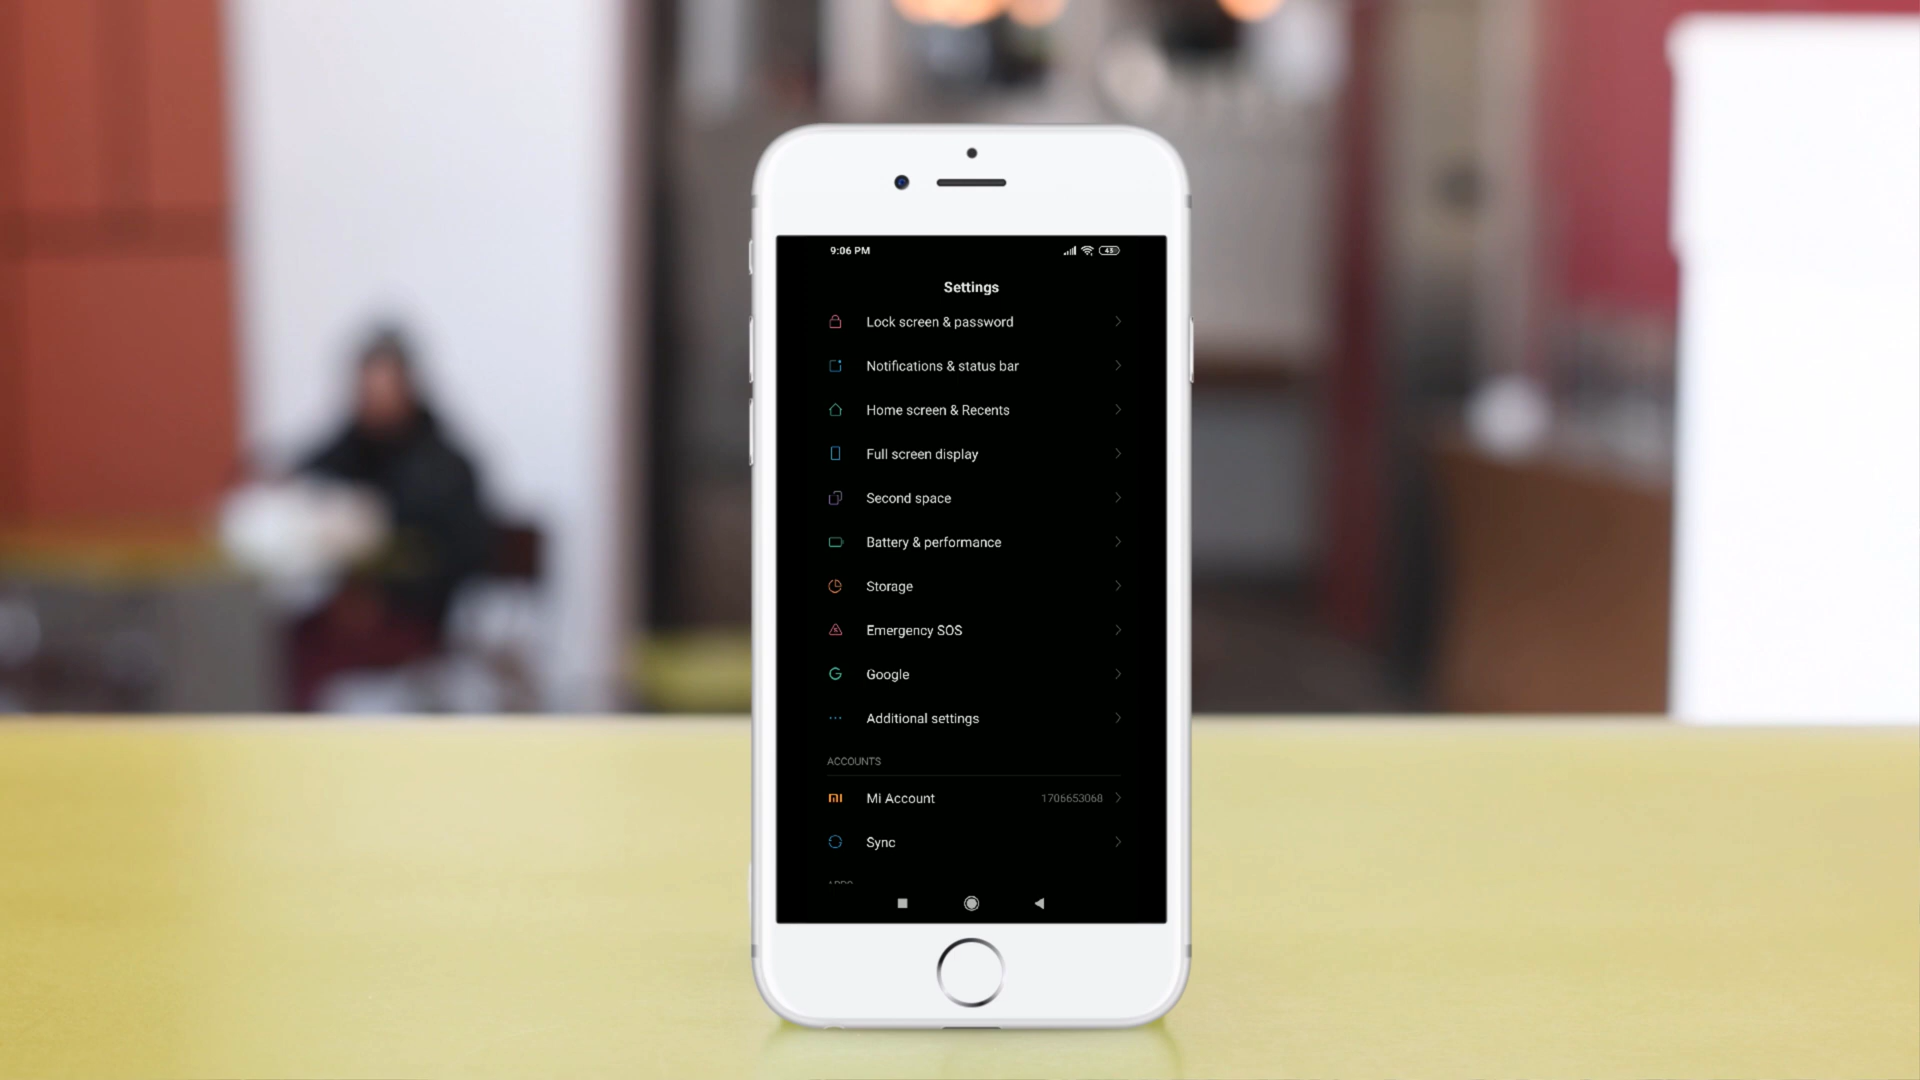 9:06 PM 45
Settings
Lock screen & password
Notifications & status bar
Home screen & Recents
Full screen display
Second space
Battery & performance
Storage
Emergency SOS
Google
Additional settings
ACCOUNTS
Mi Account 1706653068
Sync